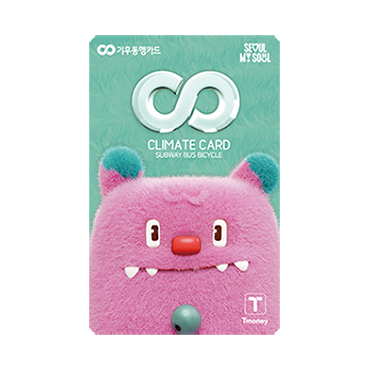 기후동행카드
SEOUL
MY SOUL
CLIMATE CARD
SUBWAY BUS BICYCLE
T
Tmoney